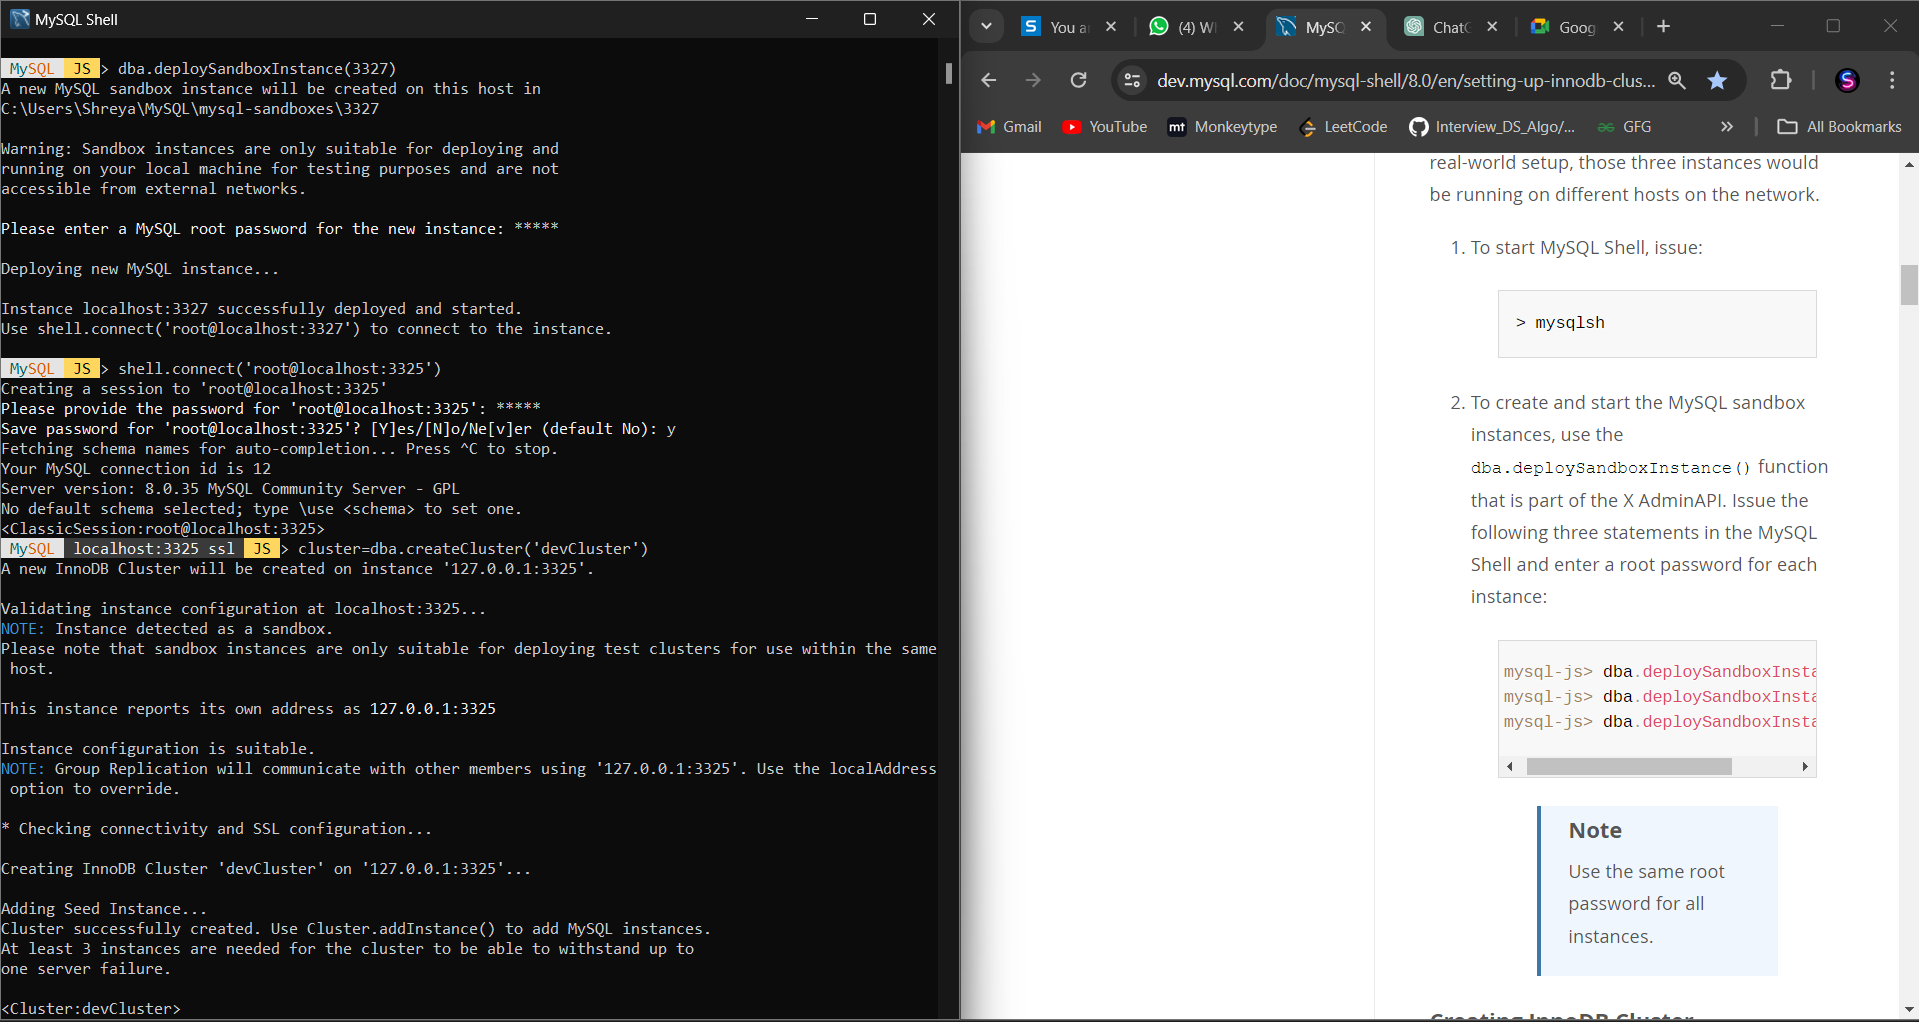 MySQL Shell
MySQL JS > dba.deploySandboxInstance(3327)
A new MySQL sandbox instance will be created on this host in
C:\Users\Shreya\MySQL\mysql-sandboxes\3327
Warning: Sandbox instances are only suitable for deploying and
running on your local machine for testing purposes and are not
accessible from external networks.
Please enter a MySQL root password for the new instance: *****
Deploying new MySQL instance...
Instance localhost:3327 successfully deployed and started.
Use shell.connect('root@localhost:3327') to connect to the instance.
MySQL JS > shell.connect('root@localhost:3325')
Creating a session to 'root@localhost:3325'
Please provide the password for 'root@localhost:3325': *****
Save password for 'root@localhost:3325'? [Y]es/[N]o/Ne[v]er (default No): y
Fetching schema names for auto-completion... Press ^C to stop.
Your MySQL connection id is 12
Server version: 8.0.35 MySQL Community Server - GPL
No default schema selected; type \use <schema> to set one.
<ClassicSession:root@localhost:3325>
MySQL localhost:3325 ssl JS > cluster=dba.createCluster('devCluster')
A new InnoDB Cluster will be created on instance '127.0.0.1:3325'.
Validating instance configuration at localhost:3325...
NOTE: Instance detected as a sandbox.
Please note that sandbox instances are only suitable for deploying test clusters for use within the same
host.
This instance reports its own address as 127.0.0.1:3325
Instance configuration is suitable.
NOTE: Group Replication will communicate with other members using '127.0.0.1:3325'. Use the localAddress
option to override.
* Checking connectivity and SSL configuration...
Creating InnoDB Cluster 'devCluster' on '127.0.0.1:3325'...
Adding Seed Instance...
Cluster successfully created. Use Cluster.addInstance() to add MySQL instances.
At least 3 instances are needed for the cluster to be able to withstand up to
one server failure.
<Cluster:devCluster>
S You a (4) W MySQ ChatG Goog
dev.mysql.com/doc/mysql-shell/8.0/en/setting-up-innodb-clus... S
Gmail YouTube mt Monkeytype LeetCode Interview_DS_Algo/... GFG » All Bookmarks
real-world setup, those three instances would
be running on different hosts on the network.
1. To start MySQL Shell, issue:
> mysqlsh
2. To create and start the MySQL sandbox
instances, use the
dba.deploySandboxInstance() function
that is part of the X AdminAPI. Issue the
following three statements in the MySQL
Shell and enter a root password for each
instance:
mysql-js> dba.deploySandboxInsta
mysql-js> dba.deploySandboxInsta
mysql-js> dba.deploySandboxInsta
Note
Use the same root
password for all
instances.
Creating InnoDB Cluster